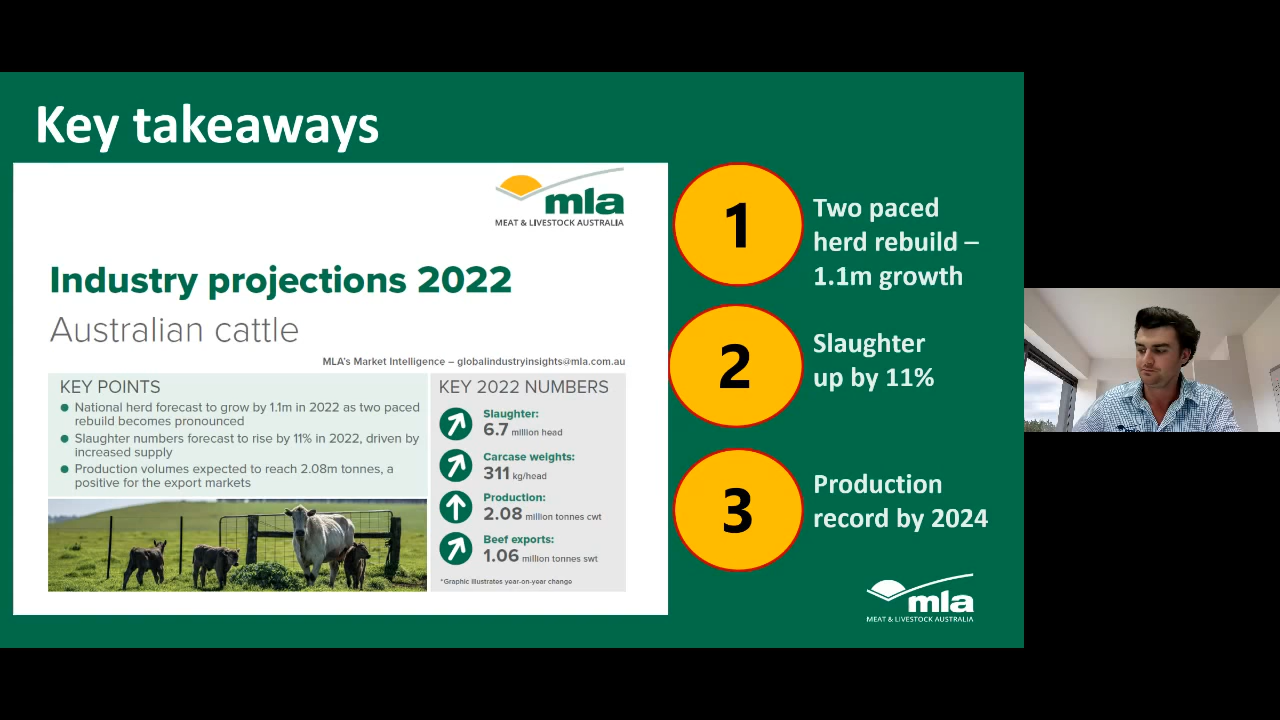 Key takeaways
mla
MEAT & LIVESTOCK AUSTRALIA
Industry projections 2022
Australian cattle
MLA's Market Intelligence – globalindustryinsights@mla.com.au
KEY POINTS
National herd forecast to grow by 1.1m in 2022 as two paced
rebuild becomes pronounced
Slaughter numbers forecast to rise by 11% in 2022, driven by
increased supply
Production volumes expected to reach 2.08m tonnes, a
positive for the export markets
KEY 2022 NUMBERS
Slaughter:
6.7 million head
Carcase weights:
311 kg/head
Production:
2.08 million tonnes cwt
Beef exports:
1.06 million tonnes swt
*Graphic illustrates year-on-year change
1
Two paced
herd rebuild –
1.1m growth
2
Slaughter
up by 11%
3
Production
record by 2024
mla
MEAT & LIVESTOCK AUSTRALIA